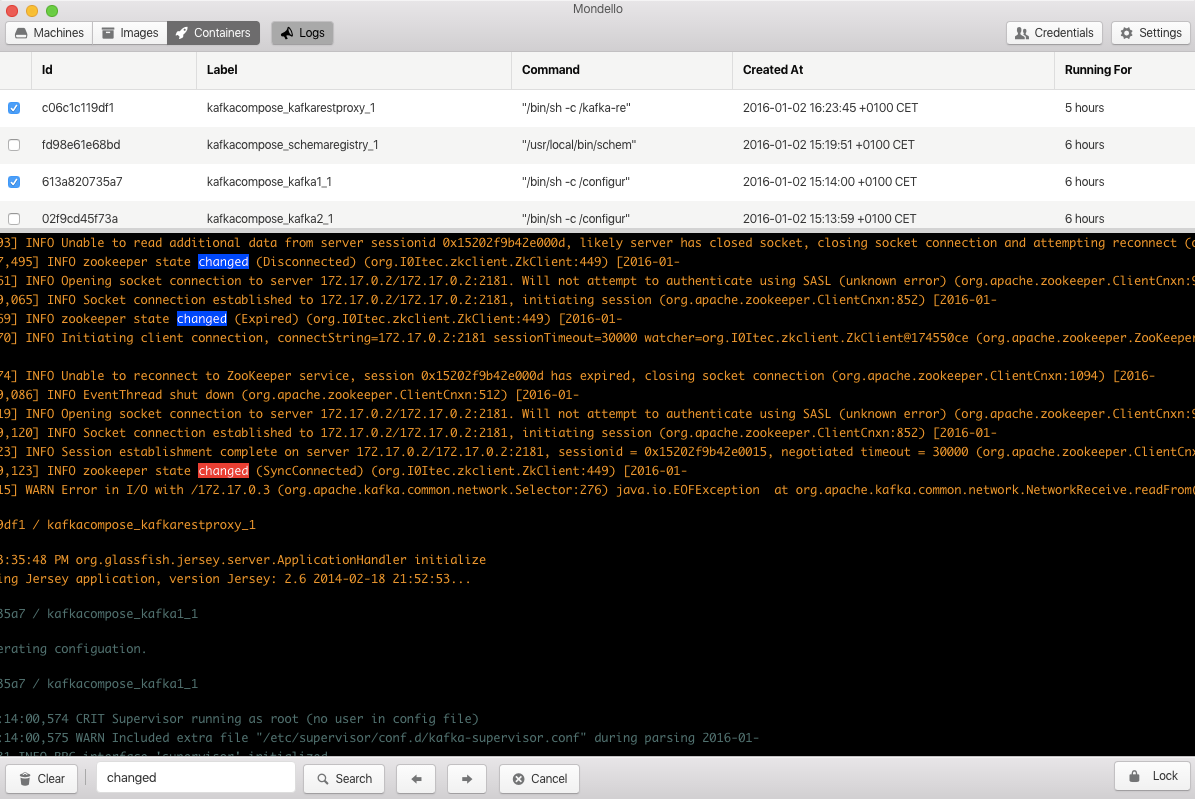 Mondello
Machines Images Containers Logs Credentials Settings
Id Label Command Created At Running For
c06c1c119df1 kafkacompose_kafkarestproxy_1 "/bin/sh -c /kafka-re" 2016-01-02 16:23:45 +0100 CET 5 hours
fd98e61e68bd kafkacompose_schemaregistry_1 "/usr/local/bin/schem" 2016-01-02 15:19:51 +0100 CET 6 hours
613a820735a7 kafkacompose_kafka1_1 "/bin/sh -c /configur" 2016-01-02 15:14:00 +0100 CET 6 hours
02f9cd45f73a kafkacompose_kafka2_1 "/bin/sh -c /configur" 2016-01-02 15:13:59 +0100 CET 6 hours
93] INFO Unable to read additional data from server sessionid 0x15202f9b42e000d, likely server has closed socket, closing socket connection and attempting reconnect (
7,495] INFO zookeeper state changed (Disconnected) (org.I0Itec.zkclient.ZkClient:449) [2016-01-
61] INFO Opening socket connection to server 172.17.0.2/172.17.0.2:2181. Will not attempt to authenticate using SASL (unknown error) (org.apache.zookeeper.ClientCnxn:9
9,065] INFO Socket connection established to 172.17.0.2/172.17.0.2:2181, initiating session (org.apache.zookeeper.ClientCnxn:852) [2016-01-
69] INFO zookeeper state changed (Expired) (org.I0Itec.zkclient.ZkClient:449) [2016-01-
70] INFO Initiating client connection, connectString=172.17.0.2:2181 sessionTimeout=30000 watcher=org.I0Itec.zkclient.ZkClient@174550ce (org.apache.zookeeper.ZooKeeper
74] INFO Unable to reconnect to ZooKeeper service, session 0x15202f9b42e000d has expired, closing socket connection (org.apache.zookeeper.ClientCnxn:1094) [2016-
9,086] INFO EventThread shut down (org.apache.zookeeper.ClientCnxn:512) [2016-01-
19] INFO Opening socket connection to server 172.17.0.2/172.17.0.2:2181. Will not attempt to authenticate using SASL (unknown error) (org.apache.zookeeper.ClientCnxn:9
9,120] INFO Socket connection established to 172.17.0.2/172.17.0.2:2181, initiating session (org.apache.zookeeper.ClientCnxn:852) [2016-01-
23] INFO Session establishment complete on server 172.17.0.2/172.17.0.2:2181, sessionid = 0x15202f9b42e0015, negotiated timeout = 30000 (org.apache.zookeeper.ClientCnx
9,123] INFO zookeeper state changed (SyncConnected) (org.I0Itec.zkclient.ZkClient:449) [2016-01-
15] WARN Error in I/O with /172.17.0.3 (org.apache.kafka.common.network.Selector:276) java.io.EOFException at org.apache.kafka.common.network.NetworkReceive.readFrom(
9df1 / kafkacompose_kafkarestproxy_1
3:35:48 PM org.glassfish.jersey.server.ApplicationHandler initialize
ing Jersey application, version Jersey: 2.6 2014-02-18 21:52:53...
35a7 / kafkacompose_kafka1_1
erating configuation.
35a7 / kafkacompose_kafka1_1
:14:00,574 CRIT Supervisor running as root (no user in config file)
:14:00,575 WARN Included extra file "/etc/supervisor/conf.d/kafka-supervisor.conf" during parsing 2016-01-
INFO RPC interface 'supervisor' initialized
Clear changed Search Cancel Lock